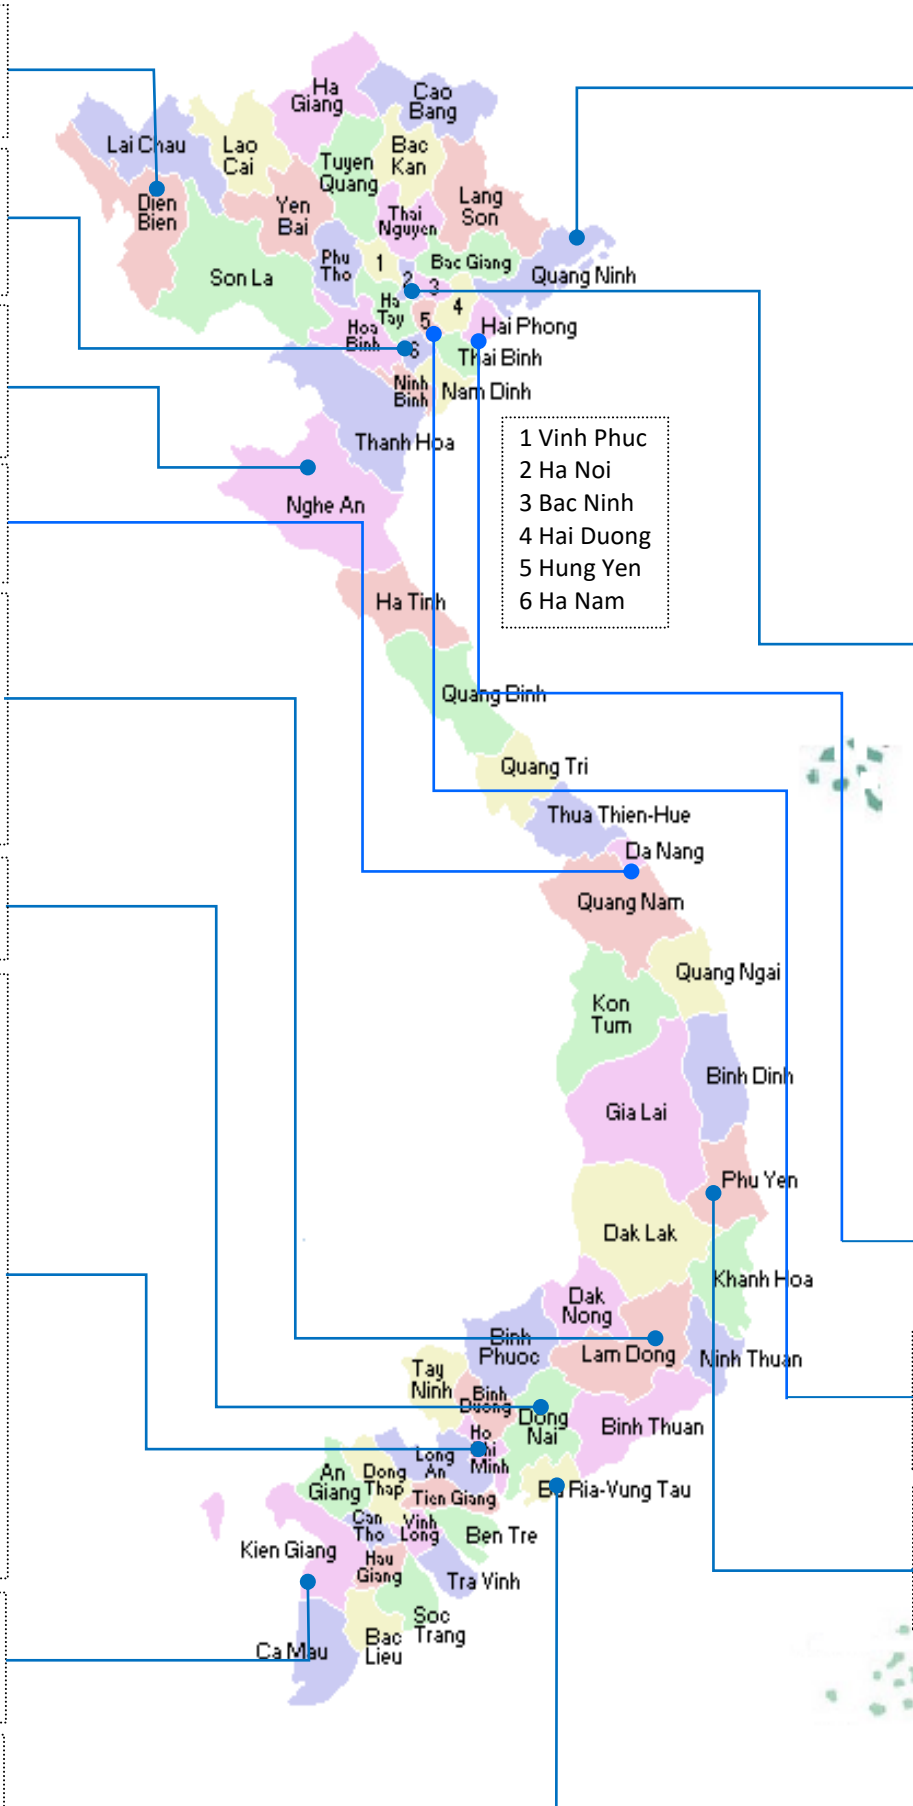 Ha
Giang
Cao
Bang
Lai Chau
Lao
Cai
Tuyen
Quang
Bac
Kan
Dien
Bien
Yen
Bai
Thai
Nguyen
Lang
Son
Son La
Phu
Tho
1
2
3
Bac Giang
Quang Ninh
4
Ha
Tay
5
Hai Phong
Hoa
Binh
6
Thai Binh
Ninh
Binh
Nam Dinh
Thanh Hoa
1 Vinh Phuc
2 Ha Noi
3 Bac Ninh
4 Hai Duong
5 Hung Yen
6 Ha Nam
Nghe An
Ha Tinh
Quang Binh
Quang Tri
Thua Thien-Hue
Da Nang
Quang Nam
Quang Ngai
Kon
Tum
Binh Dinh
Gia Lai
Phu Yen
Dak Lak
Khanh Hoa
Dak
Nong
Binh
Phuoc
Lam Dong
Ninh Thuan
Tay
Ninh
Binh
Duong
Dong
Nai
Binh Thuan
Ho
Chi
Minh
Long
An
An
Giang
Dong
Thap
Tien Giang
Ba Ria-Vung Tau
Can
Tho
Vinh
Long
Ben Tre
Kien Giang
Hau
Giang
Tra Vinh
Soc
Trang
Bac
Lieu
Ca Mau